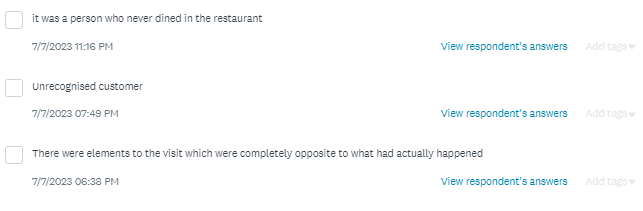 it was a person who never dined in the restaurant
7/7/2023 11:16 PM View respondent's answers Add tags
Unrecognised customer
7/7/2023 07:49 PM View respondent's answers Add tags
There were elements to the visit which were completely opposite to what had actually happened
7/7/2023 06:38 PM View respondent's answers Add tags